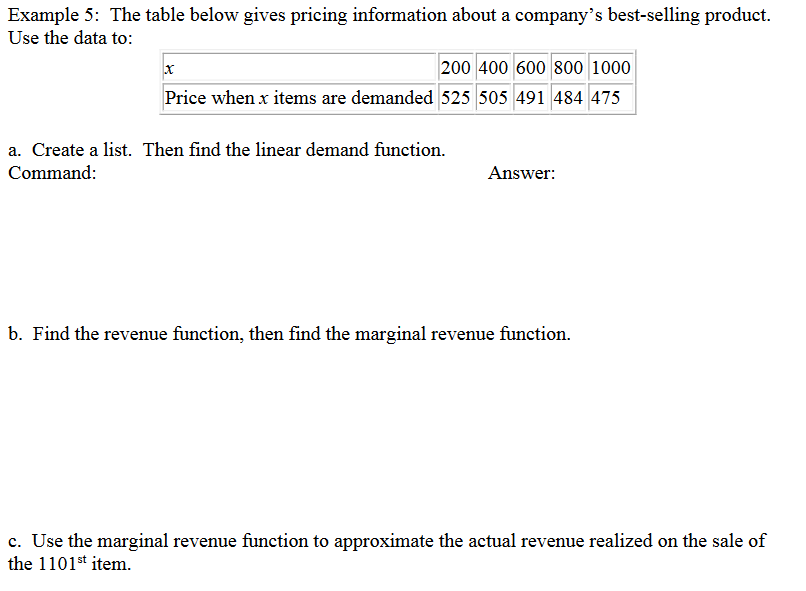 Example 5:  The table below gives pricing information about a company’s best-selling product.
Use the data to:
x 200 400 600 800 1000
Price when x items are demanded 525 505 491 484 475
a.  Create a list.  Then find the linear demand function.
Command: Answer:
b.  Find the revenue function, then find the marginal revenue function.
c.  Use the marginal revenue function to approximate the actual revenue realized on the sale of
the 1101st item.